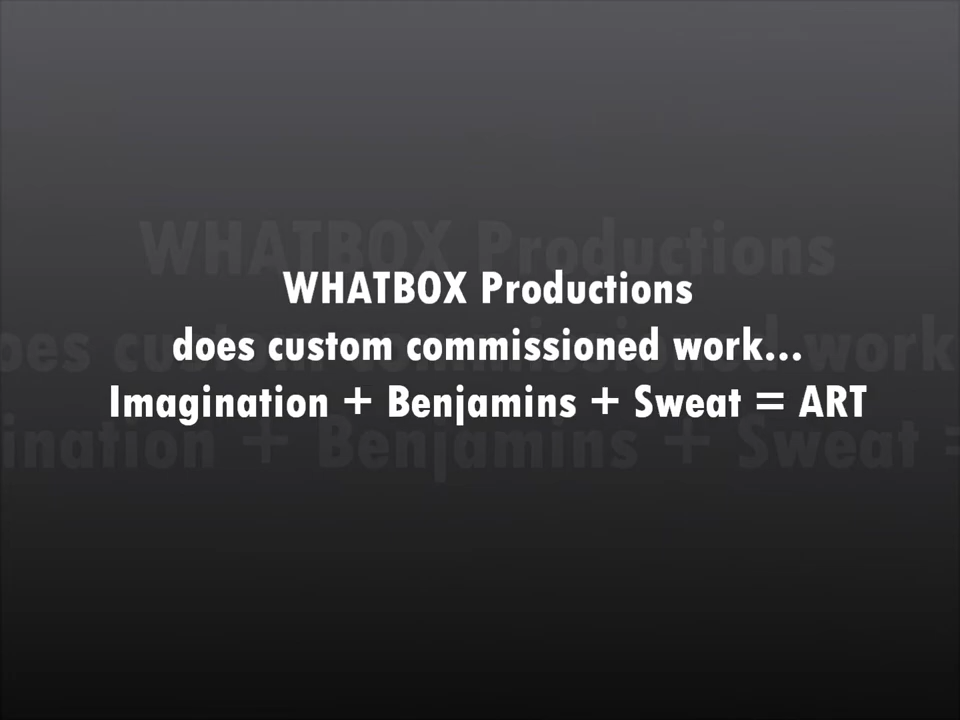 WHATBOX Productions
does custom commissioned work...
Imagination + Benjamins + Sweat = ART